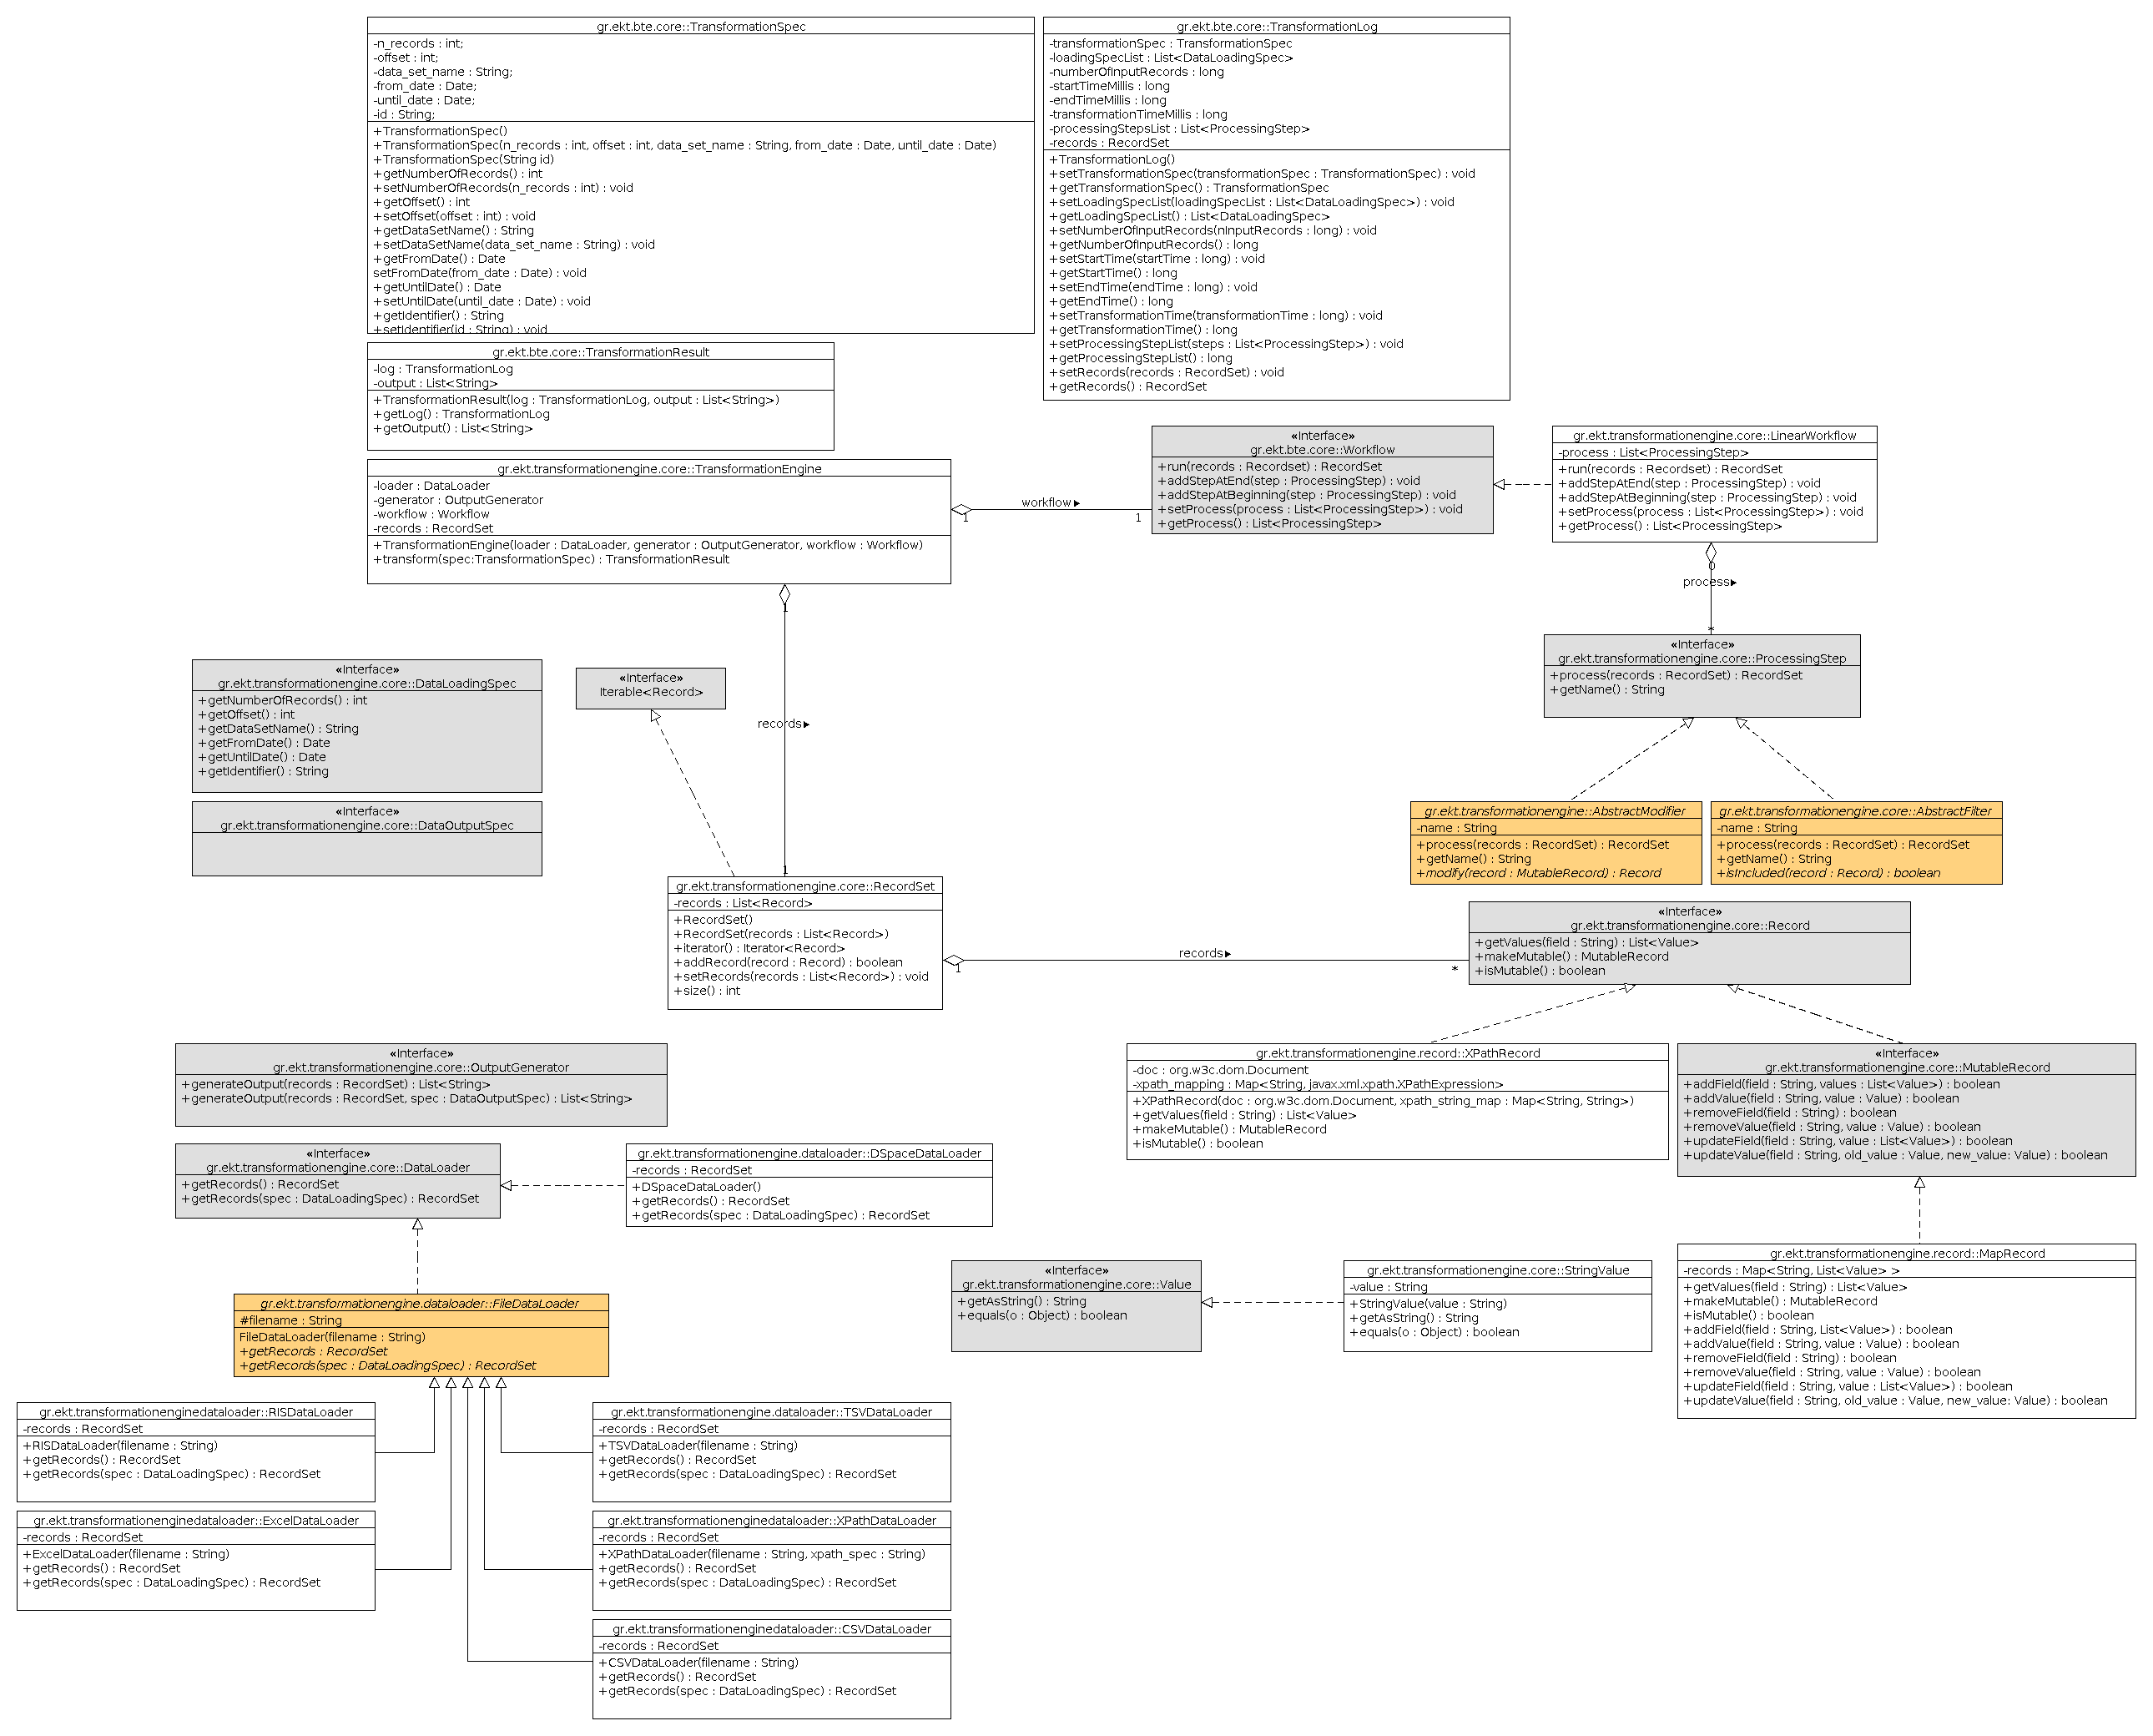 gr.ekt.bte.core::TransformationSpec
-n_records : int;
-offset : int;
-data_set_name : String;
-from_date : Date;
-until_date : Date;
-id : String;
+TransformationSpec()
+TransformationSpec(n_records : int, offset : int, data_set_name : String, from_date : Date, until_date : Date)
+TransformationSpec(String id)
+getNumberOfRecords() : int
+setNumberOfRecords(n_records : int) : void
+getOffset() : int
+setOffset(offset : int) : void
+getDataSetName() : String
+setDataSetName(data_set_name : String) : void
+getFromDate() : Date
setFromDate(from_date : Date) : void
+getUntilDate() : Date
+setUntilDate(until_date : Date) : void
+getIdentifier() : String
+setIdentifier(id : String) : void
gr.ekt.bte.core::TransformationLog
-transformationSpec : TransformationSpec
-loadingSpecList : List<DataLoadingSpec>
-numberOfInputRecords : long
-startTimeMillis : long
-endTimeMillis : long
-transformationTimeMillis : long
-processingStepsList : List<ProcessingStep>
-records : RecordSet
+TransformationLog()
+setTransformationSpec(transformationSpec : TransformationSpec) : void
+getTransformationSpec() : TransformationSpec
+setLoadingSpecList(loadingSpecList : List<DataLoadingSpec>) : void
+getLoadingSpecList() : List<DataLoadingSpec>
+setNumberOfInputRecords(nInputRecords : long) : void
+getNumberOfInputRecords() : long
+setStartTime(startTime : long) : void
+getStartTime() : long
+setEndTime(endTime : long) : void
+getEndTime() : long
+setTransformationTime(transformationTime : long) : void
+getTransformationTime() : long
+setProcessingStepList(steps : List<ProcessingStep>) : void
+getProcessingStepList() : long
+setRecords(records : RecordSet) : void
+getRecords() : RecordSet
gr.ekt.bte.core::TransformationResult
-log : TransformationLog
-output : List<String>
+TransformationResult(log : TransformationLog, output : List<String>)
+getLog() : TransformationLog
+getOutput() : List<String>
gr.ekt.transformationengine.core::TransformationEngine
-loader : DataLoader
-generator : OutputGenerator
-workflow : Workflow
-records : RecordSet
+TransformationEngine(loader : DataLoader, generator : OutputGenerator, workflow : Workflow)
+transform(spec:TransformationSpec) : TransformationResult
workflow
1
1
«Interface»
gr.ekt.bte.core::Workflow
+run(records : Recordset) : RecordSet
+addStepAtEnd(step : ProcessingStep) : void
+addStepAtBeginning(step : ProcessingStep) : void
+setProcess(process : List<ProcessingStep>) : void
+getProcess() : List<ProcessingStep>
gr.ekt.transformationengine.core::LinearWorkflow
-process : List<ProcessingStep>
+run(records : Recordset) : RecordSet
+addStepAtEnd(step : ProcessingStep) : void
+addStepAtBeginning(step : ProcessingStep) : void
+setProcess(process : List<ProcessingStep>) : void
+getProcess() : List<ProcessingStep>
0
process
*
1
records
1
«Interface»
gr.ekt.transformationengine.core::ProcessingStep
+process(records : RecordSet) : RecordSet
+getName() : String
«Interface»
gr.ekt.transformationengine.core::DataLoadingSpec
+getNumberOfRecords() : int
+getOffset() : int
+getDataSetName() : String
+getFromDate() : Date
+getUntilDate() : Date
+getIdentifier() : String
«Interface»
Iterable<Record>
«Interface»
gr.ekt.transformationengine.core::DataOutputSpec
gr.ekt.transformationengine::AbstractModifier
-name : String
+process(records : RecordSet) : RecordSet
+getName() : String
+modify(record : MutableRecord) : Record
gr.ekt.transformationengine.core::AbstractFilter
-name : String
+process(records : RecordSet) : RecordSet
+getName() : String
+isIncluded(record : Record) : boolean
gr.ekt.transformationengine.core::RecordSet
-records : List<Record>
+RecordSet()
+RecordSet(records : List<Record>)
+iterator() : Iterator<Record>
+addRecord(record : Record) : boolean
+setRecords(records : List<Record>) : void
+size() : int
records
1
*
«Interface»
gr.ekt.transformationengine.core::Record
+getValues(field : String) : List<Value>
+makeMutable() : MutableRecord
+isMutable() : boolean
«Interface»
gr.ekt.transformationengine.core::OutputGenerator
+generateOutput(records : RecordSet) : List<String>
+generateOutput(records : RecordSet, spec : DataOutputSpec) : List<String>
gr.ekt.transformationengine.record::XPathRecord
-doc : org.w3c.dom.Document
-xpath_mapping : Map<String, javax.xml.xpath.XPathExpression>
+XPathRecord(doc : org.w3c.dom.Document, xpath_string_map : Map<String, String>)
+getValues(field : String) : List<Value>
+makeMutable() : MutableRecord
+isMutable() : boolean
«Interface»
gr.ekt.transformationengine.core::MutableRecord
+addField(field : String, values : List<Value>) : boolean
+addValue(field : String, value : Value) : boolean
+removeField(field : String) : boolean
+removeValue(field : String, value : Value) : boolean
+updateField(field : String, value : List<Value>) : boolean
+updateValue(field : String, old_value : Value, new_value: Value) : boolean
«Interface»
gr.ekt.transformationengine.core::DataLoader
+getRecords() : RecordSet
+getRecords(spec : DataLoadingSpec) : RecordSet
gr.ekt.transformationengine.dataloader::DSpaceDataLoader
-records : RecordSet
+DSpaceDataLoader()
+getRecords() : RecordSet
+getRecords(spec : DataLoadingSpec) : RecordSet
«Interface»
gr.ekt.transformationengine.core::Value
+getAsString() : String
+equals(o : Object) : boolean
gr.ekt.transformationengine.core::StringValue
-value : String
+StringValue(value : String)
+getAsString() : String
+equals(o : Object) : boolean
gr.ekt.transformationengine.record::MapRecord
-records : Map<String, List<Value> >
+getValues(field : String) : List<Value>
+makeMutable() : MutableRecord
+isMutable() : boolean
+addField(field : String, List<Value>) : boolean
+addValue(field : String, value : Value) : boolean
+removeField(field : String) : boolean
+removeValue(field : String, value : Value) : boolean
+updateField(field : String, value : List<Value>) : boolean
+updateValue(field : String, old_value : Value, new_value: Value) : boolean
gr.ekt.transformationengine.dataloader::FileDataLoader
#filename : String
FileDataLoader(filename : String)
+getRecords : RecordSet
+getRecords(spec : DataLoadingSpec) : RecordSet
gr.ekt.transformationenginedataloader::RISDataLoader
-records : RecordSet
+RISDataLoader(filename : String)
+getRecords() : RecordSet
+getRecords(spec : DataLoadingSpec) : RecordSet
gr.ekt.transformationengine.dataloader::TSVDataLoader
-records : RecordSet
+TSVDataLoader(filename : String)
+getRecords() : RecordSet
+getRecords(spec : DataLoadingSpec) : RecordSet
gr.ekt.transformationenginedataloader::ExcelDataLoader
-records : RecordSet
+ExcelDataLoader(filename : String)
+getRecords() : RecordSet
+getRecords(spec : DataLoadingSpec) : RecordSet
gr.ekt.transformationenginedataloader::XPathDataLoader
-records : RecordSet
+XPathDataLoader(filename : String, xpath_spec : String)
+getRecords() : RecordSet
+getRecords(spec : DataLoadingSpec) : RecordSet
gr.ekt.transformationenginedataloader::CSVDataLoader
-records : RecordSet
+CSVDataLoader(filename : String)
+getRecords() : RecordSet
+getRecords(spec : DataLoadingSpec) : RecordSet